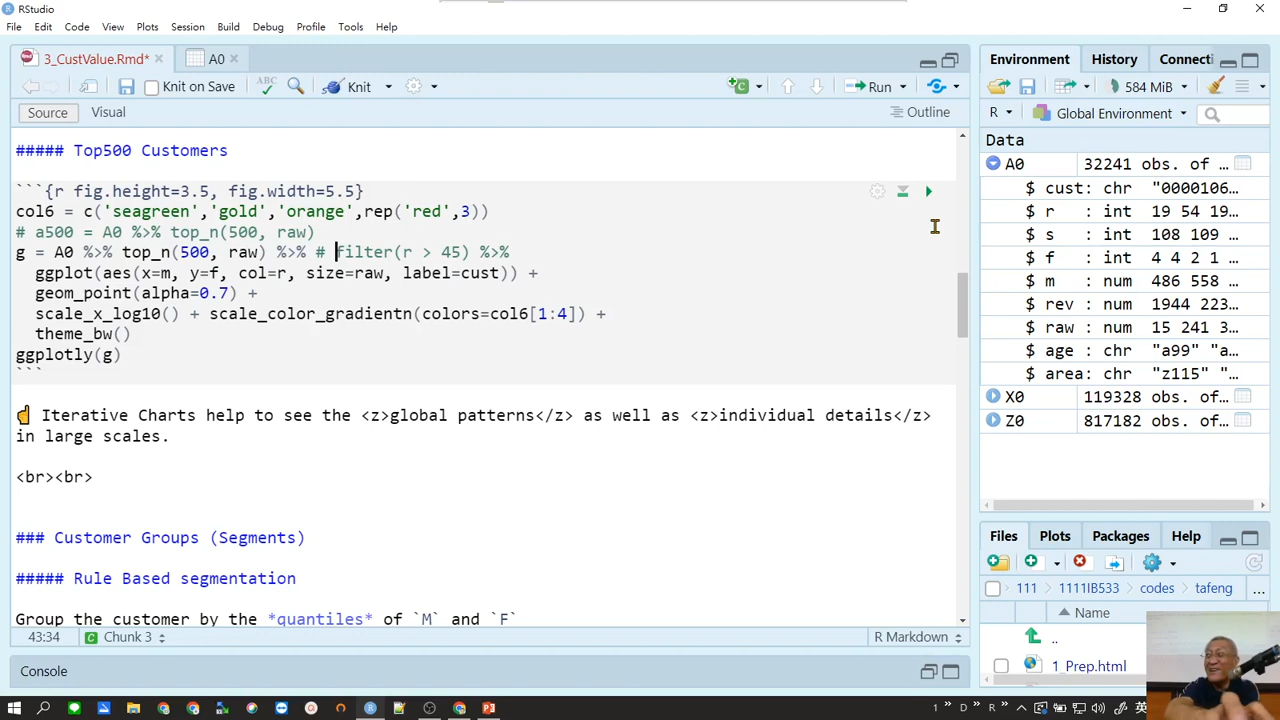 RStudio
File Edit Code View Plots Session Build Debug Profile Tools Help
3_CustValue.Rmd*
A0
Knit on Save
ABC
Knit
Run
Source
Visual
Outline
##### Top500 Customers
```{r fig.height=3.5, fig.width=5.5}
col6 = c('seagreen','gold','orange',rep('red',3))
# a500 = A0 %>% top_n(500, raw)
g = A0 %>% top_n(500, raw) %>% # filter(r > 45) %>%
ggplot(aes(x=m, y=f, col=r, size=raw, label=cust)) +
geom_point(alpha=0.7) +
scale_x_log10() + scale_color_gradientn(colors=col6[1:4]) +
theme_bw()
ggplotly(g)
```
☝ Iterative Charts help to see the <z>global patterns</z> as well as <z>individual details</z>
in large scales.
<br><br>
### Customer Groups (Segments)
##### Rule Based segmentation
Group the customer by the *quantiles* of `M` and `F`
43:34
Chunk 3
R Markdown
Console
Environment History Connecti
584 MiB
R
Global Environment
Data
A0 32241 obs. of
$ cust: chr "0000106…
$ r : int 19 54 19…
$ s : int 108 109 …
$ f : int 4 4 2 1 …
$ m : num 486 558 …
$ rev : num 1944 223…
$ raw : num 15 241 3…
$ age : chr "a99" "a…
$ area: chr "z115" "z…
X0 119328 obs. of…
Z0 817182 obs. of…
Files Plots Packages Help
111 1111IB533 codes tafeng …
Name
..
1_Prep.html
1 D R 英